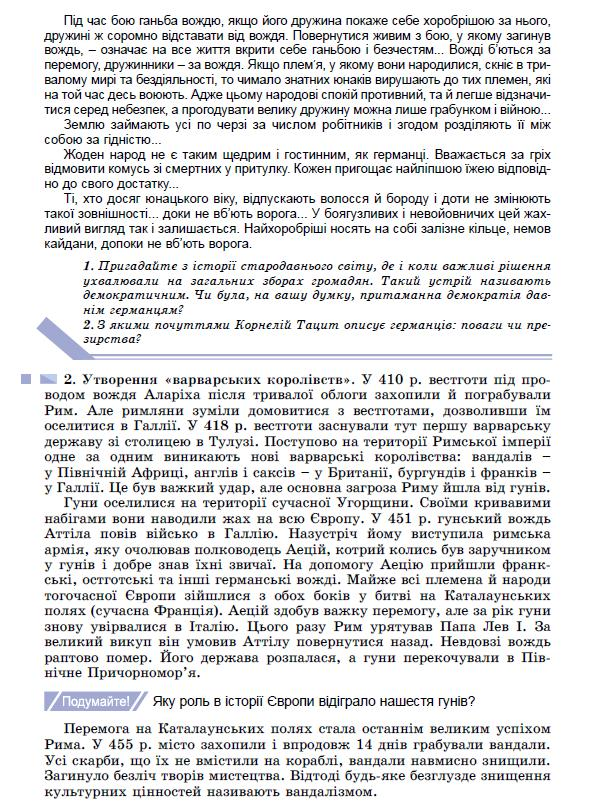 Під час бою ганьба вождю, якщо його дружина покаже себе хоробрішою за нього,
дружині ж соромно відставати від вождя. Повернутися живим з бою, у якому загинув
вождь, – означає на все життя вкрити себе ганьбою і безчестям... Вожді б'ються за
перемогу, дружинники – за вождя. Якщо плем'я, у якому вони народилися, скніє в три-
валому мирі та бездіяльності, то чимало знатних юнаків вирушають до тих племен, які
на той час десь воюють. Адже цьому народові спокій противний, та й легше відзначи-
тися серед небезпек, а прогодувати велику дружину можна лише грабунком і війною...
Землю займають усі по черзі за числом робітників і згодом розділяють її між
собою за гідністю...
Жоден народ не є таким щедрим і гостинним, як германці. Вважається за гріх
відмовити комусь зі смертних у притулку. Кожен пригощає найліпшою їжею відповід-
но до свого достатку...
Ті, хто досяг юнацького віку, відпускають волосся й бороду і доти не змінюють
такої зовнішності... доки не вб'ють ворога... У боягузливих і невойовничих цей жах-
ливий вигляд так і залишається. Найхоробріші носять на собі залізне кільце, немов
кайдани, допоки не вб'ють ворога.
1. Пригадайте з історії стародавнього світу, де і коли важливі рішення
ухвалювали на загальних зборах громадян. Такий устрій називають
демократичним. Чи була, на вашу думку, притаманна демократія дав-
нім германцям?
2. З якими почуттями Корнелій Тацит описує германців: поваги чи пре-
зирства?
2. Утворення «варварських королівств». У 410 р. вестготи під про-
водом вождя Аларіха після тривалої облоги захопили й пограбували
Рим. Але римляни зуміли домовитися з вестготами, дозволивши їм
оселитися в Галлії. У 418 р. вестготи заснували тут першу варварську
державу зі столицею в Тулузі. Поступово на території Римської імперії
одне за одним виникають нові варварські королівства: вандалів –
у Північній Африці, англів і саксів – у Британії, бургундів і франків –
у Галлії. Це був важкий удар, але основна загроза Риму йшла від гунів.
Гуни оселилися на території сучасної Угорщини. Своїми кривавими
набігами вони наводили жах на всю Європу. У 451 р. гунський вождь
Аттіла повів військо в Галлію. Назустріч йому виступила римська
армія, яку очолював полководець Аецій, котрий колись був заручником
у гунів і добре знав їхні звичаї. На допомогу Аецію прийшли франк-
ські, остготські та інші германські вожді. Майже всі племена й народи
тогочасної Європи зійшлися з обох боків у битві на Каталаунських
полях (сучасна Франція). Аецій здобув важку перемогу, але за рік гуни
знову увірвалися в Італію. Цього разу Рим урятував Папа Лев I. За
великий викуп він умовив Аттілу повернутися назад. Невдовзі вождь
раптово помер. Його держава розпалася, а гуни перекочували в Пів-
нічне Причорномор'я.
Подумайте! Яку роль в історії Європи відіграло нашестя гунів?
Перемога на Каталаунських полях стала останнім великим успіхом
Рима. У 455 р. місто захопили і впродовж 14 днів грабували вандали.
Усі скарби, що їх не вмістили на кораблі, вандали навмисно знищили.
Загинуло безліч творів мистецтва. Відтоді будь-яке безглузде знищення
культурних цінностей називають вандалізмом.